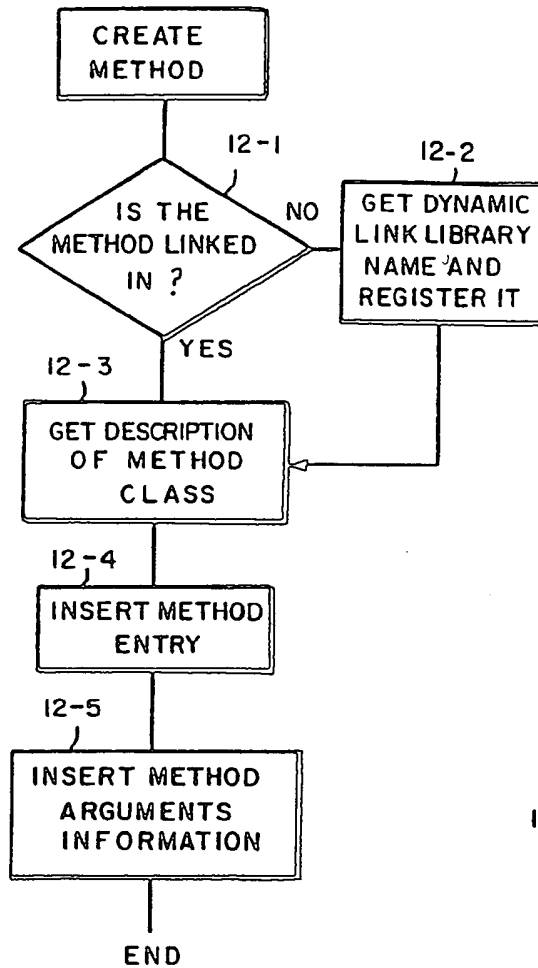 CREATE
METHOD
12-1
IS THE
METHOD LINKED
IN ?
NO
12-2
GET DYNAMIC
LINK LIBRARY
NAME AND
REGISTER IT
YES
12-3
GET DESCRIPTION
OF METHOD
CLASS
12-4
INSERT METHOD
ENTRY
12-5
INSERT METHOD
ARGUMENTS
INFORMATION
END